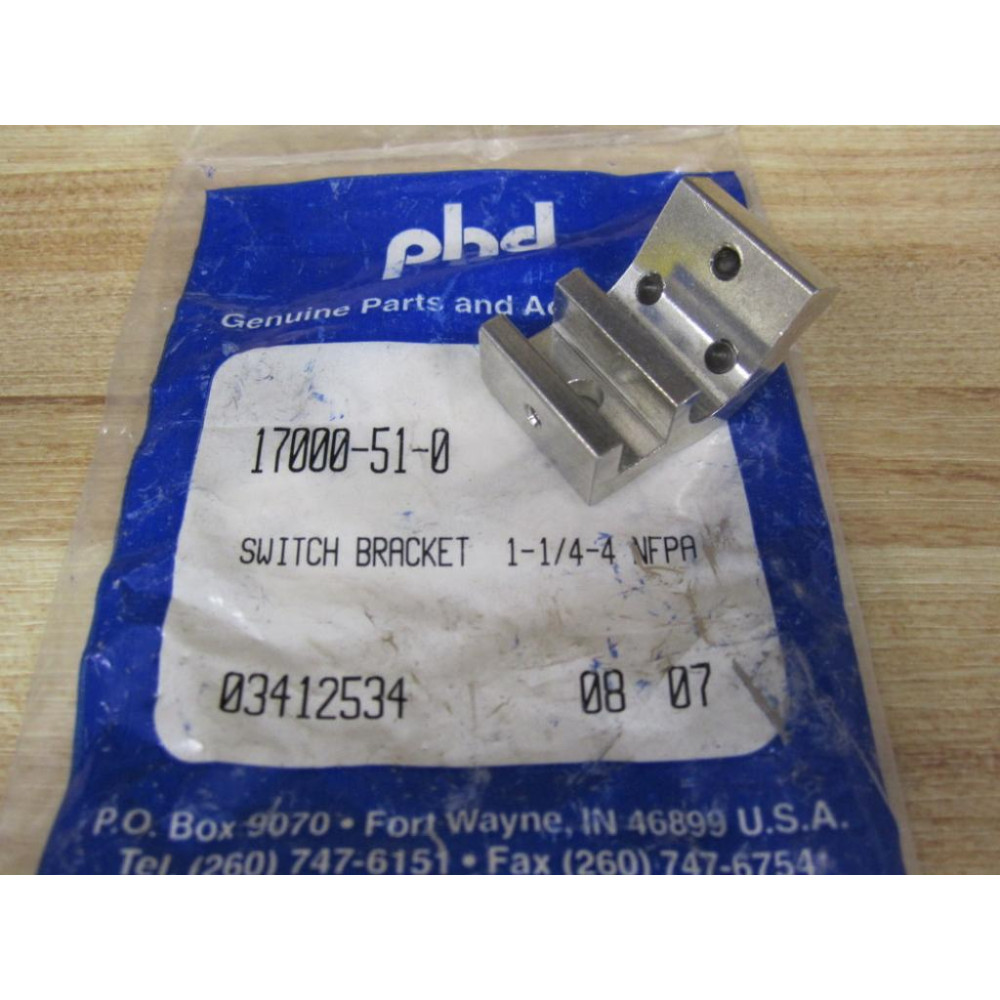 phd
Genuine Parts and
17000-51-0
SWITCH BRACKET 1-1/4-4 NFPA
03412534 08 07
P.O. Box 9070 • Fort Wayne, IN 46899 U.S.A.
Tel. (260) 747-6151 • Fax (260) 747-6754